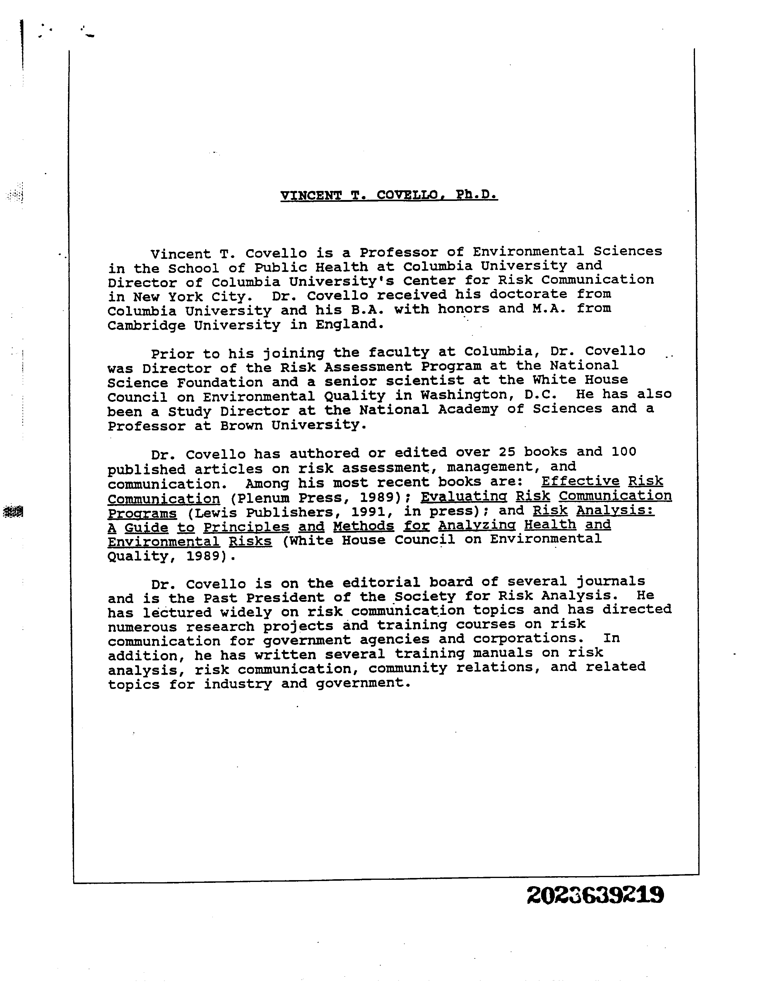 VINCENT T. COVELLO, Ph.D.
Vincent T. Covello is a Professor of Environmental Sciences
in the School of Public Health at Columbia University and
Director of Columbia University's Center for Risk Communication
in New York City. Dr. Covello received his doctorate from
Columbia University and his B.A. with honors and M.A. from
Cambridge University in England.
Prior to his joining the faculty at Columbia, Dr. Covello
was Director of the Risk Assessment Program at the National
Science Foundation and a senior scientist at the White House
Council on Environmental Quality in Washington, D.C. He has also
been a Study Director at the National Academy of Sciences and a
Professor at Brown University.
Dr. Covello has authored or edited over 25 books and 100
published articles on risk assessment, management, and
communication. Among his most recent books are: Effective Risk
Communication (Plenum Press, 1989); Evaluating Risk Communication
Programs (Lewis Publishers, 1991, in press); and Risk Analysis:
A Guide to Principles and Methods for Analyzing Health and
Environmental Risks (White House Council on Environmental
Quality, 1989).
Dr. Covello is on the editorial board of several journals
and is the Past President of the Society for Risk Analysis. He
has lectured widely on risk communication topics and has directed
numerous research projects and training courses on risk
communication for government agencies and corporations. In
addition, he has written several training manuals on risk
analysis, risk communication, community relations, and related
topics for industry and government.
2023639219